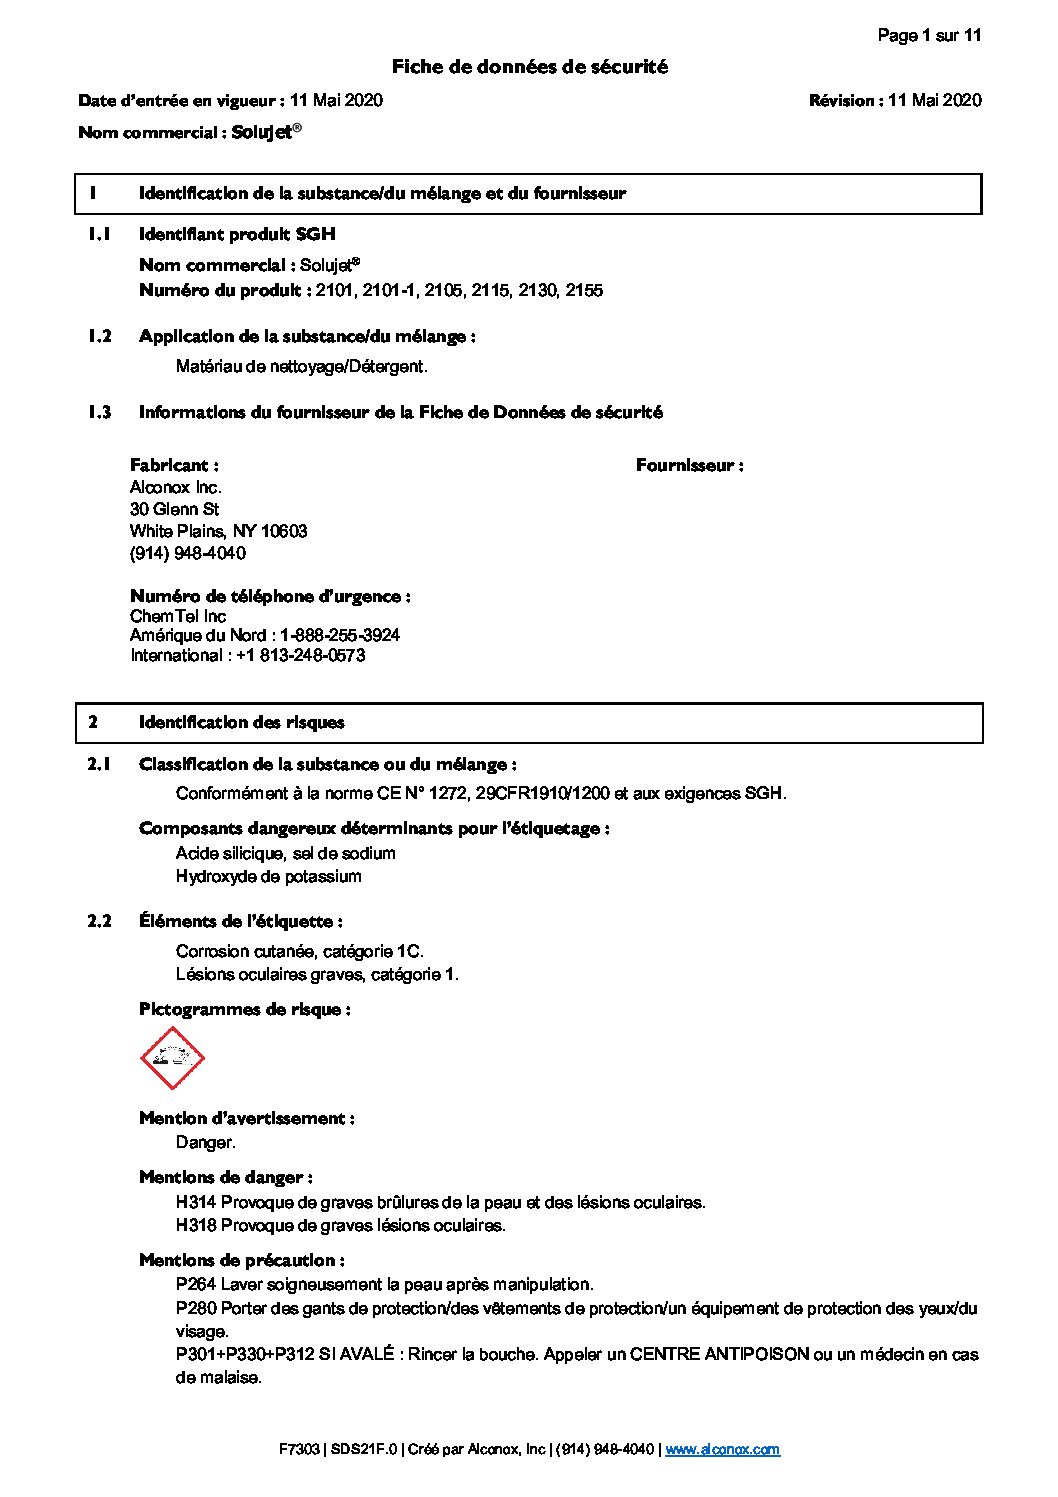 Page 1 sur 11
Fiche de données de sécurité
Date d'entrée en vigueur : 11 Mai 2020 Révision : 11 Mai 2020
Nom commercial : Solujet®
1 Identification de la substance/du mélange et du fournisseur
1.1 Identifiant produit SGH
Nom commercial : Solujet®
Numéro du produit : 2101, 2101-1, 2105, 2115, 2130, 2155
1.2 Application de la substance/du mélange :
Matériau de nettoyage/Détergent.
1.3 Informations du fournisseur de la Fiche de Données de sécurité
Fabricant : Fournisseur :
Alconox Inc.
30 Glenn St
White Plains, NY 10603
(914) 948-4040
Numéro de téléphone d'urgence :
ChemTel Inc
Amérique du Nord : 1-888-255-3924
International : +1 813-248-0573
2 Identification des risques
2.1 Classification de la substance ou du mélange :
Conformément à la norme CE N° 1272, 29CFR1910/1200 et aux exigences SGH.
Composants dangereux déterminants pour l'étiquetage :
Acide silicique, sel de sodium
Hydroxyde de potassium
2.2 Éléments de l'étiquette :
Corrosion cutanée, catégorie 1C.
Lésions oculaires graves, catégorie 1.
Pictogrammes de risque :
Mention d'avertissement :
Danger.
Mentions de danger :
H314 Provoque de graves brûlures de la peau et des lésions oculaires.
H318 Provoque de graves lésions oculaires.
Mentions de précaution :
P264 Laver soigneusement la peau après manipulation.
P280 Porter des gants de protection/des vêtements de protection/un équipement de protection des yeux/du
visage.
P301+P330+P312 SI AVALÉ : Rincer la bouche. Appeler un CENTRE ANTIPOISON ou un médecin en cas
de malaise.
F7303 | SDS21F.0 | Créé par Alconox, Inc | (914) 948-4040 | www.alconox.com